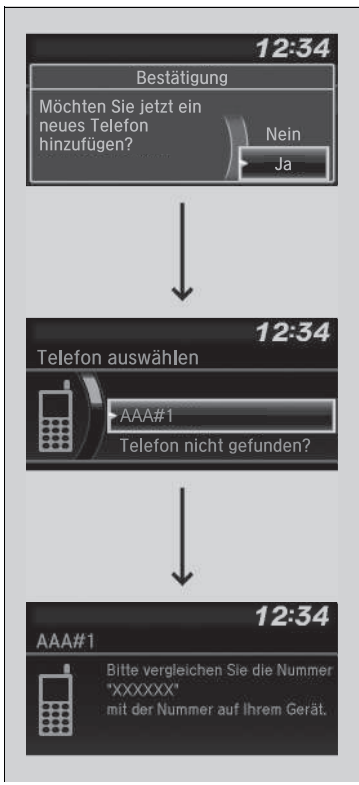 12:34
Bestätigung
Möchten Sie jetzt ein
neues Telefon
hinzufügen?
Nein
Ja
12:34
Telefon auswählen
AAA#1
Telefon nicht gefunden?
12:34
AAA#1
Bitte vergleichen Sie die Nummer
"XXXXXX"
mit der Nummer auf Ihrem Gerät.